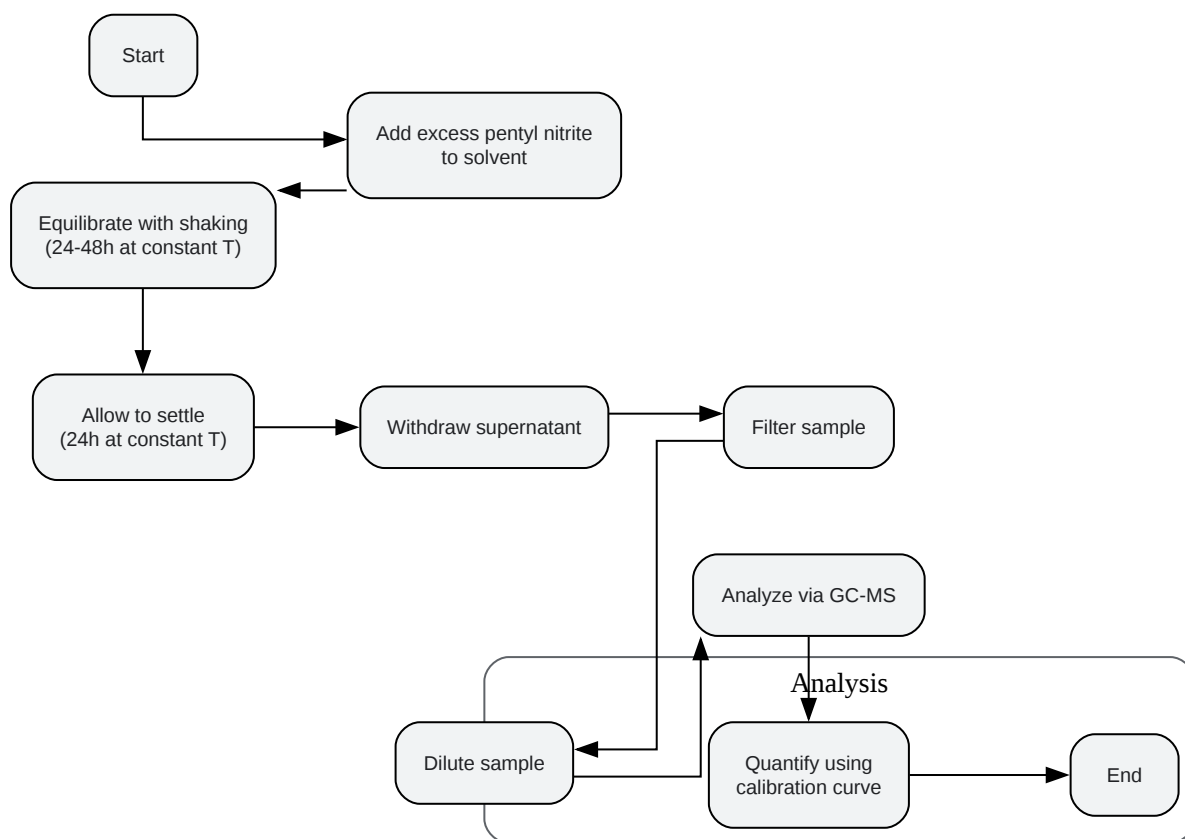 Start
Add excess pentyl nitrite
to solvent
Equilibrate with shaking
(24-48h at constant T)
Allow to settle
(24h at constant T)
Withdraw supernatant
Filter sample
Analyze via GC-MS
Analysis
Dilute sample
Quantify using
calibration curve
End